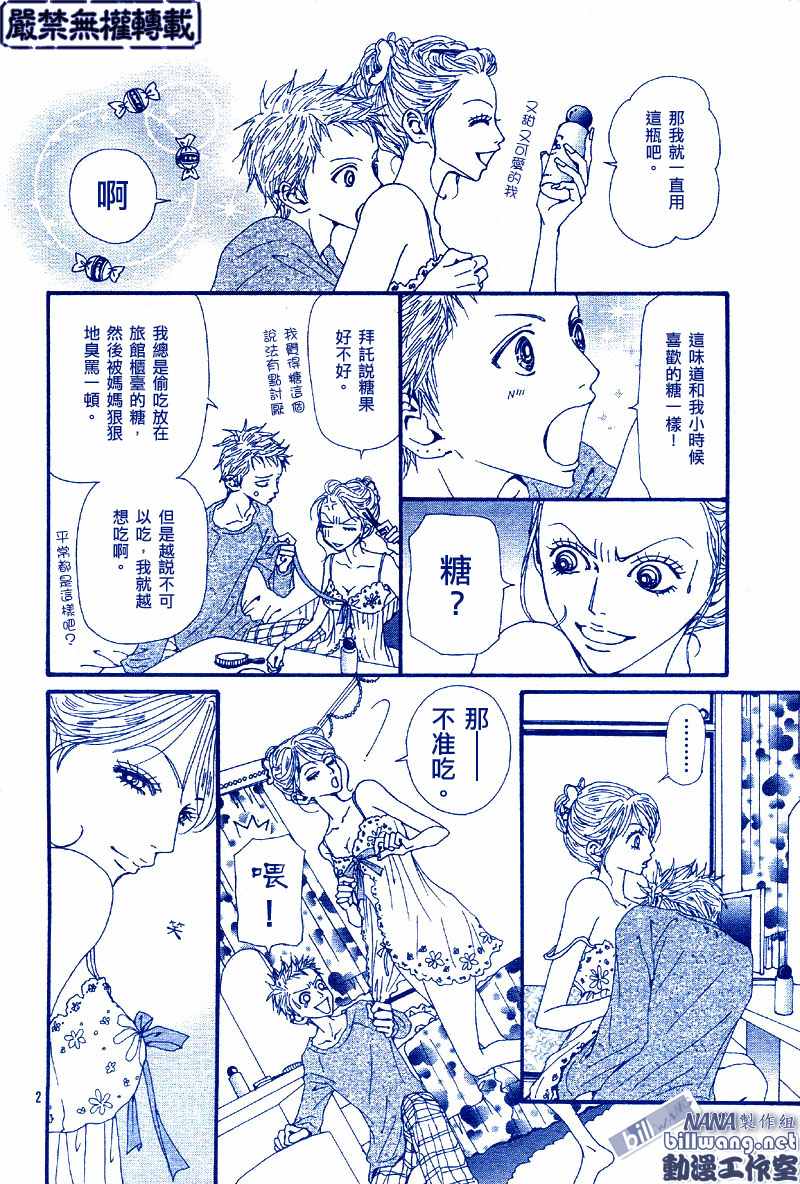 嚴禁無權轉載
那我就一直用
這瓶吧。
又甜又可愛的我
啊
這味道和我小時候
喜歡的糖一樣！
拜託說糖果
好不好。
我覺得糖這個
說法有點討厭
我總是偷吃放在
旅館櫃臺的糖，
然後被媽媽狠狠
地臭罵一頓。
但是越說不可
以吃，我就越
想吃啊。
平常都是這樣吧？
糖？
………
那——
不准吃。
喂！
笑
2
billwang
NANA製作組
billwang.net
動漫工作室